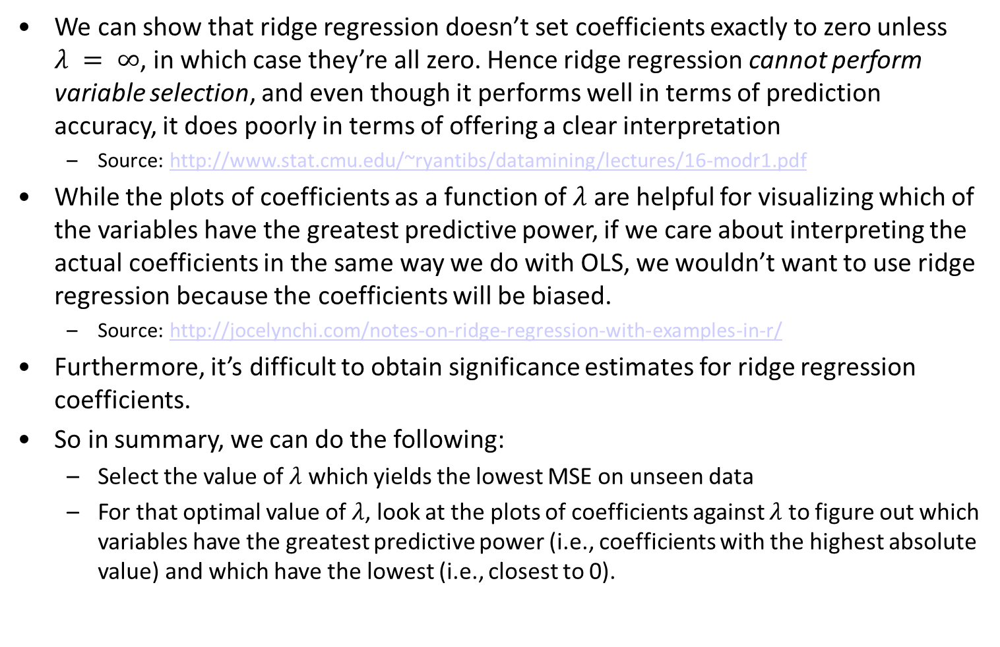 • We can show that ridge regression doesn’t set coefficients exactly to zero unless
λ = ∞, in which case they’re all zero. Hence ridge regression cannot perform
variable selection, and even though it performs well in terms of prediction
accuracy, it does poorly in terms of offering a clear interpretation
– Source: http://www.stat.cmu.edu/~ryantibs/datamining/lectures/16-modr1.pdf
• While the plots of coefficients as a function of λ are helpful for visualizing which of
the variables have the greatest predictive power, if we care about interpreting the
actual coefficients in the same way we do with OLS, we wouldn’t want to use ridge
regression because the coefficients will be biased.
– Source: http://jocelynchi.com/notes-on-ridge-regression-with-examples-in-r/
• Furthermore, it’s difficult to obtain significance estimates for ridge regression
coefficients.
• So in summary, we can do the following:
– Select the value of λ which yields the lowest MSE on unseen data
– For that optimal value of λ, look at the plots of coefficients against λ to figure out which
variables have the greatest predictive power (i.e., coefficients with the highest absolute
value) and which have the lowest (i.e., closest to 0).